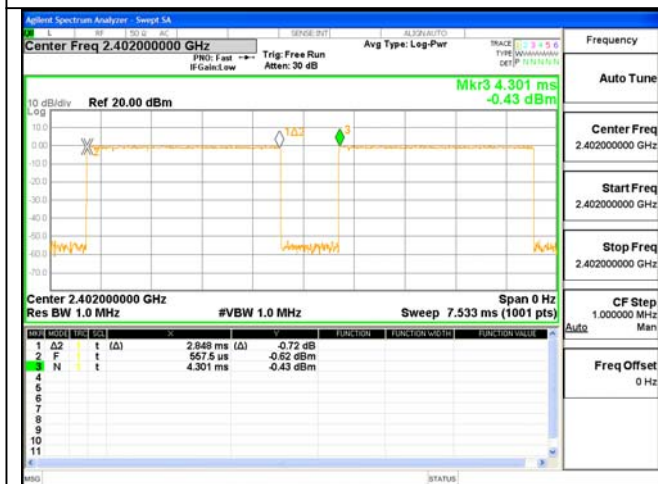 Agilent Spectrum Analyzer - Swept SA
L RF 50 Ω AC SENSE:INT ALIGNAUTO
Center Freq 2.402000000 GHz
PNO: Fast
IFGain:Low
Trig: Free Run
Atten: 30 dB
Avg Type: Log-Pwr
TRACE 1 2 3 4 5 6
TYPE
DET P N N N N N
Frequency
Auto Tune
Mkr3 4.301 ms
-0.43 dBm
10 dB/div Ref 20.00 dBm
Log
10.0
0.00
-10.0
-20.0
-30.0
-40.0
-50.0
-60.0
-70.0
2
1Δ2
3
Center Freq
2.402000000 GHz
Start Freq
2.402000000 GHz
Stop Freq
2.402000000 GHz
CF Step
1.000000 MHz
Auto Man
Freq Offset
0 Hz
Center 2.402000000 GHz Span 0 Hz
Res BW 1.0 MHz #VBW 1.0 MHz Sweep 7.533 ms (1001 pts)
MKR MODE TRC SCL X Y FUNCTION FUNCTION WIDTH FUNCTION VALUE
1 Δ2 1 t (Δ) 2.848 ms (Δ) -0.72 dB
2 F 1 t 557.5 µs -0.62 dBm
3 N 1 t 4.301 ms -0.43 dBm
4
5
6
7
8
9
10
11
MSG STATUS